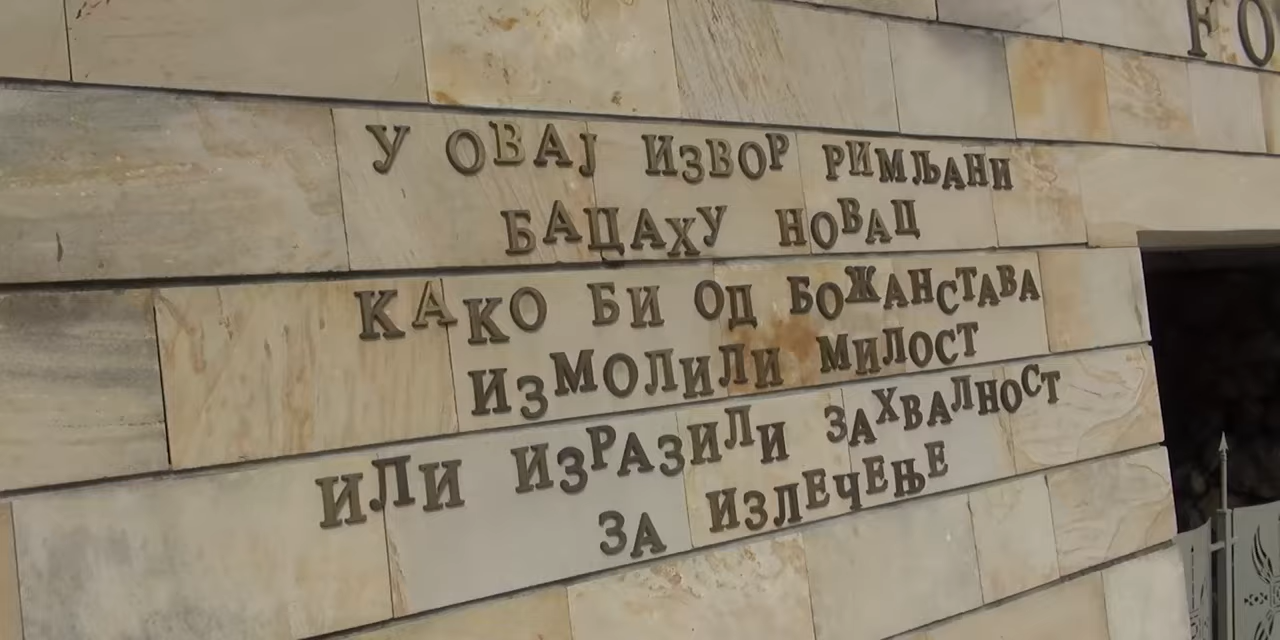 У ОВАЈ ИЗВОР РИМЉАНИ
БАЦАХУ НОВАЦ
КАКО БИ ОД БОЖАНСТАВА
ИЗМОЛИЛИ МИЛОСТ
ИЛИ ИЗРАЗИЛИ ЗАХВАЛНОСТ
ЗА ИЗЛЕЧЕЊЕ